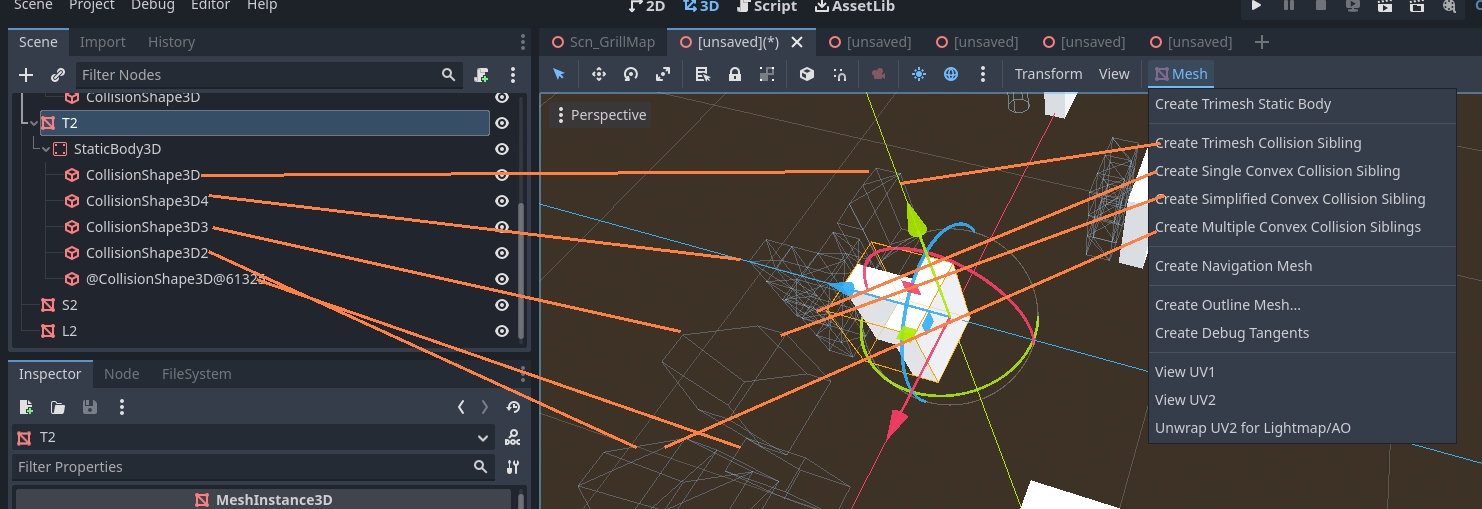 Scene Project Debug Editor Help
2D 3D Script AssetLib
Scene Import History
Scn_GrillMap [unsaved](*) [unsaved] [unsaved] [unsaved] [unsaved]
Filter Nodes
Transform View Mesh
CollisionShape3D
T2
StaticBody3D
CollisionShape3D
CollisionShape3D4
CollisionShape3D3
CollisionShape3D2
S2
L2
Perspective
Create Trimesh Static Body
Create Trimesh Collision Sibling
Create Single Convex Collision Sibling
Create Simplified Convex Collision Sibling
Create Multiple Convex Collision Siblings
Create Navigation Mesh
Create Outline Mesh...
Create Debug Tangents
View UV1
View UV2
Unwrap UV2 for Lightmap/AO
Inspector Node FileSystem
T2
DOC
Filter Properties
MeshInstance3D